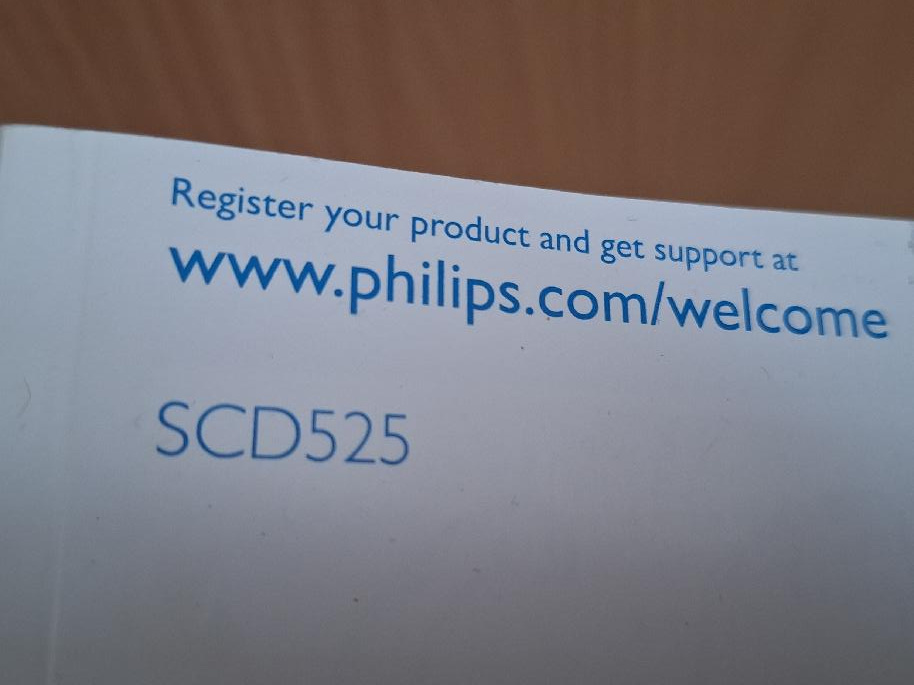 Register your product and get support at
www.philips.com/welcome
SCD525